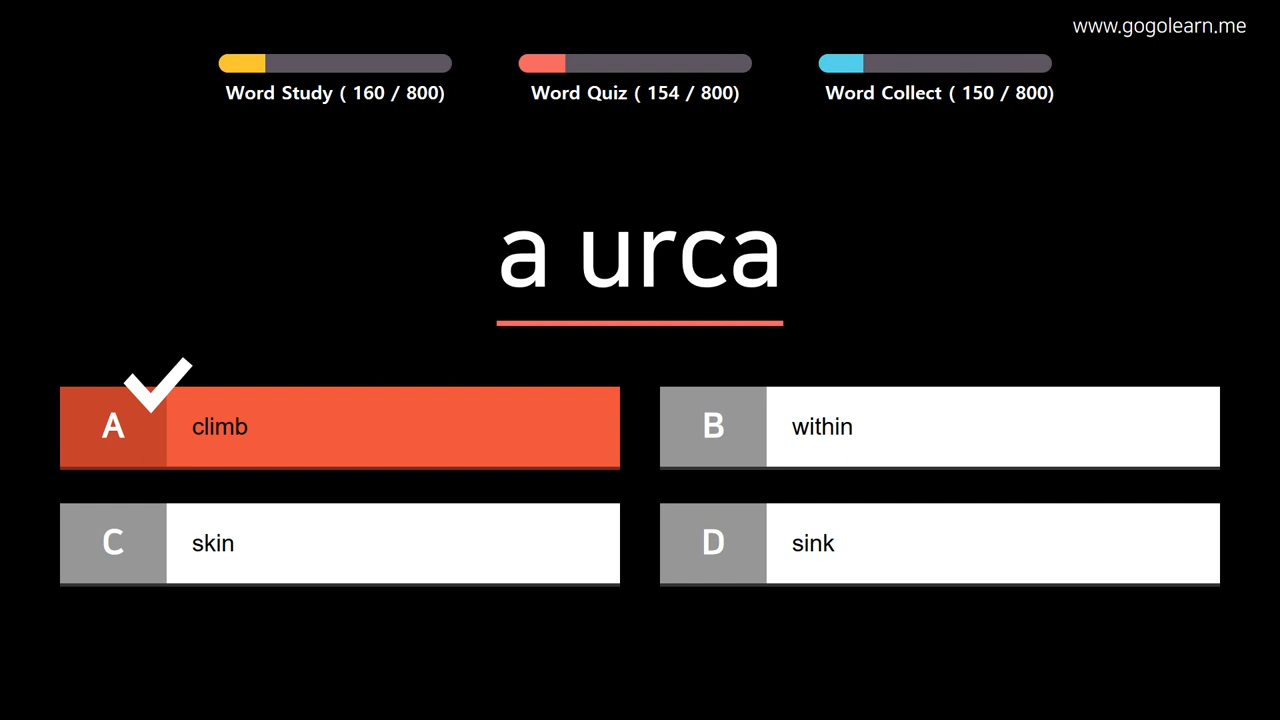 www.gogolearn.me
Word Study ( 160 / 800)
Word Quiz ( 154 / 800)
Word Collect ( 150 / 800)
a urca
A climb
B within
C skin
D sink